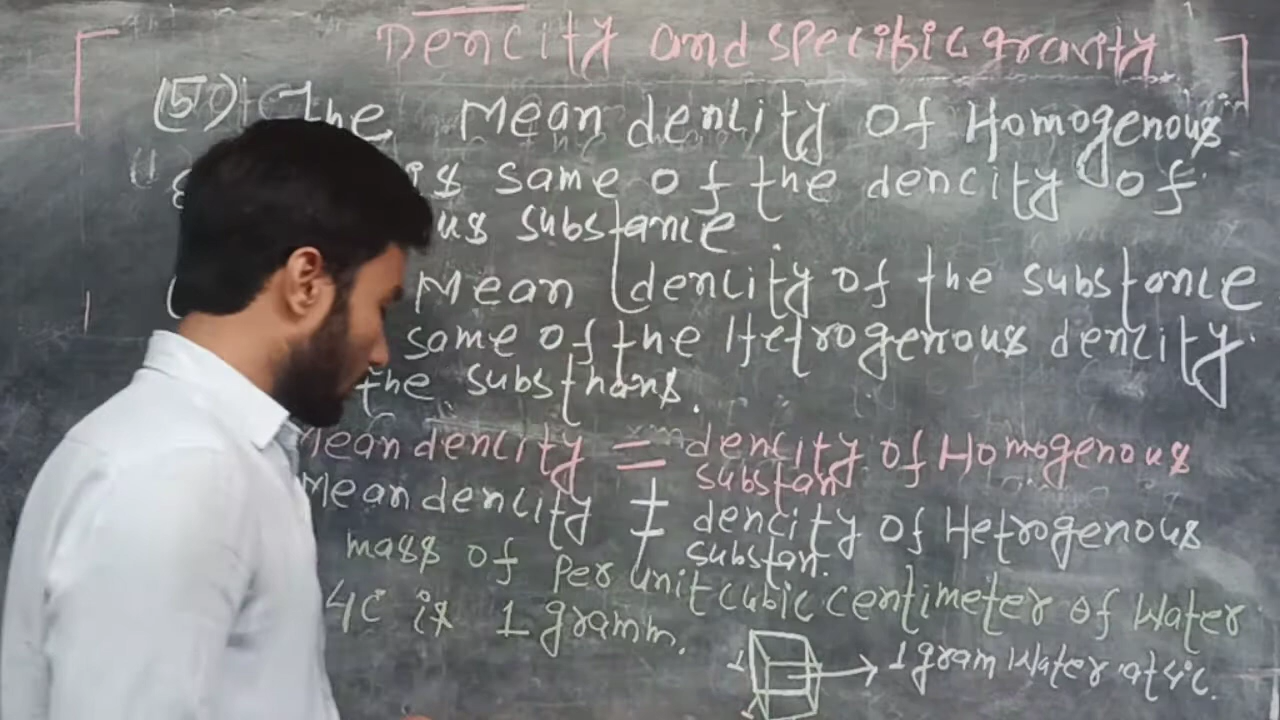 Dencity and specific gravity
(5) The Mean dencity of Homogenous
is same of the dencity of
us substance
Mean dencity of the substance
same of the Hetrogenous dencity.
the substhans.
Mean dencity = dencity of Homogenous
substan
Mean dencity ≠ dencity of Hetrogenous
substan.
mass of per unit cubic centimeter of Water
4c is 1 gramm.
1 gram Water at 4c.